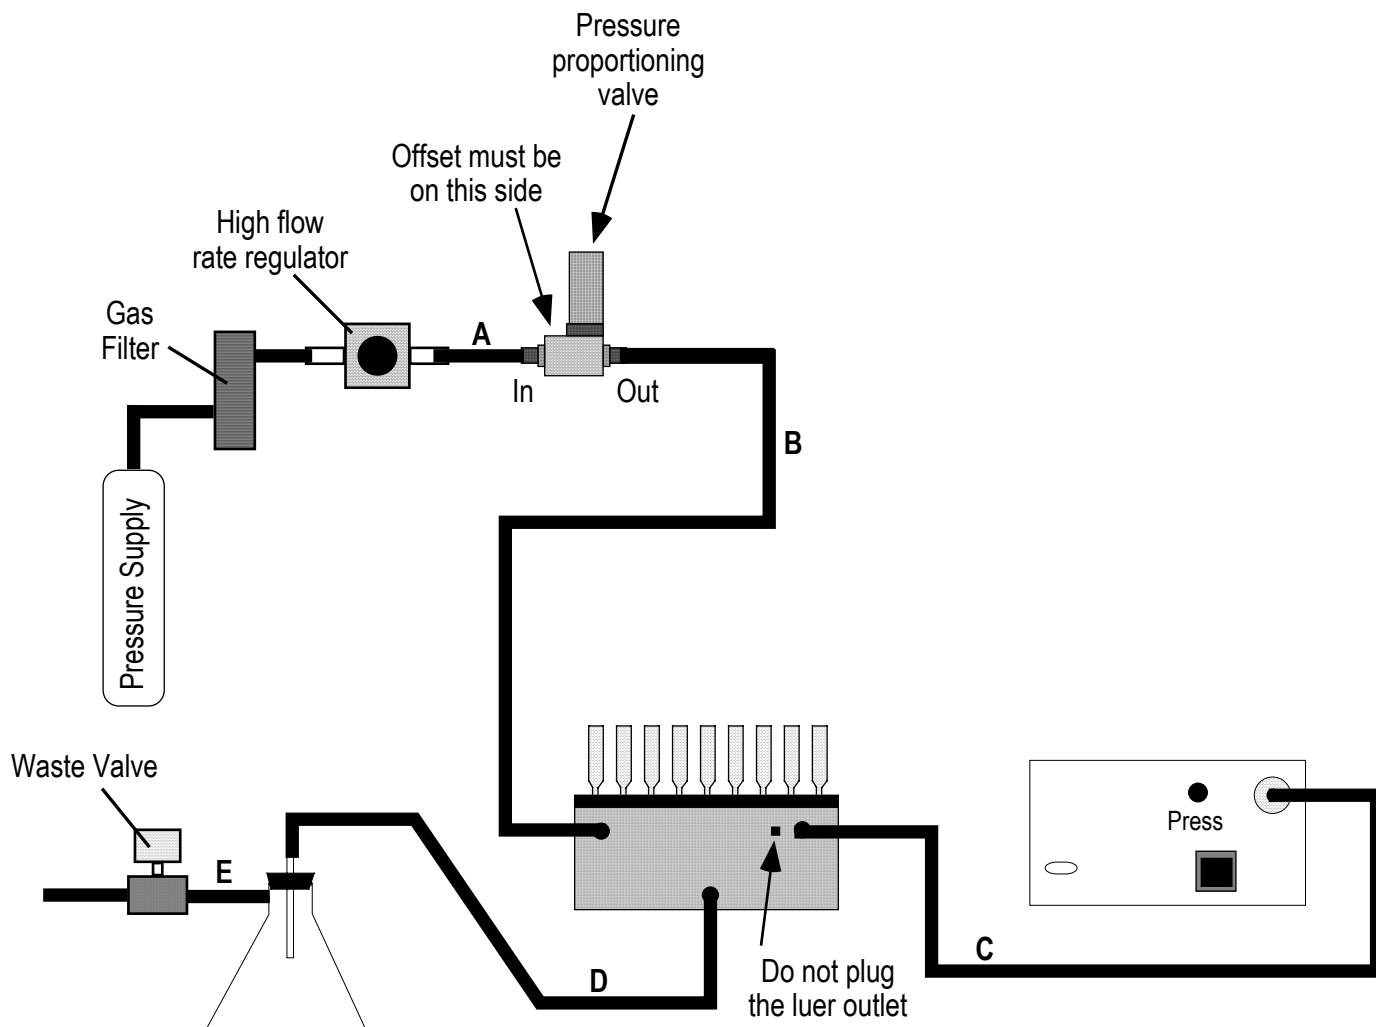 Pressure
proportioning
valve
Offset must be
on this side
High flow
rate regulator
Gas
Filter
A
In
Out
B
Pressure Supply
Waste Valve
Press
E
D
C
Do not plug
the luer outlet